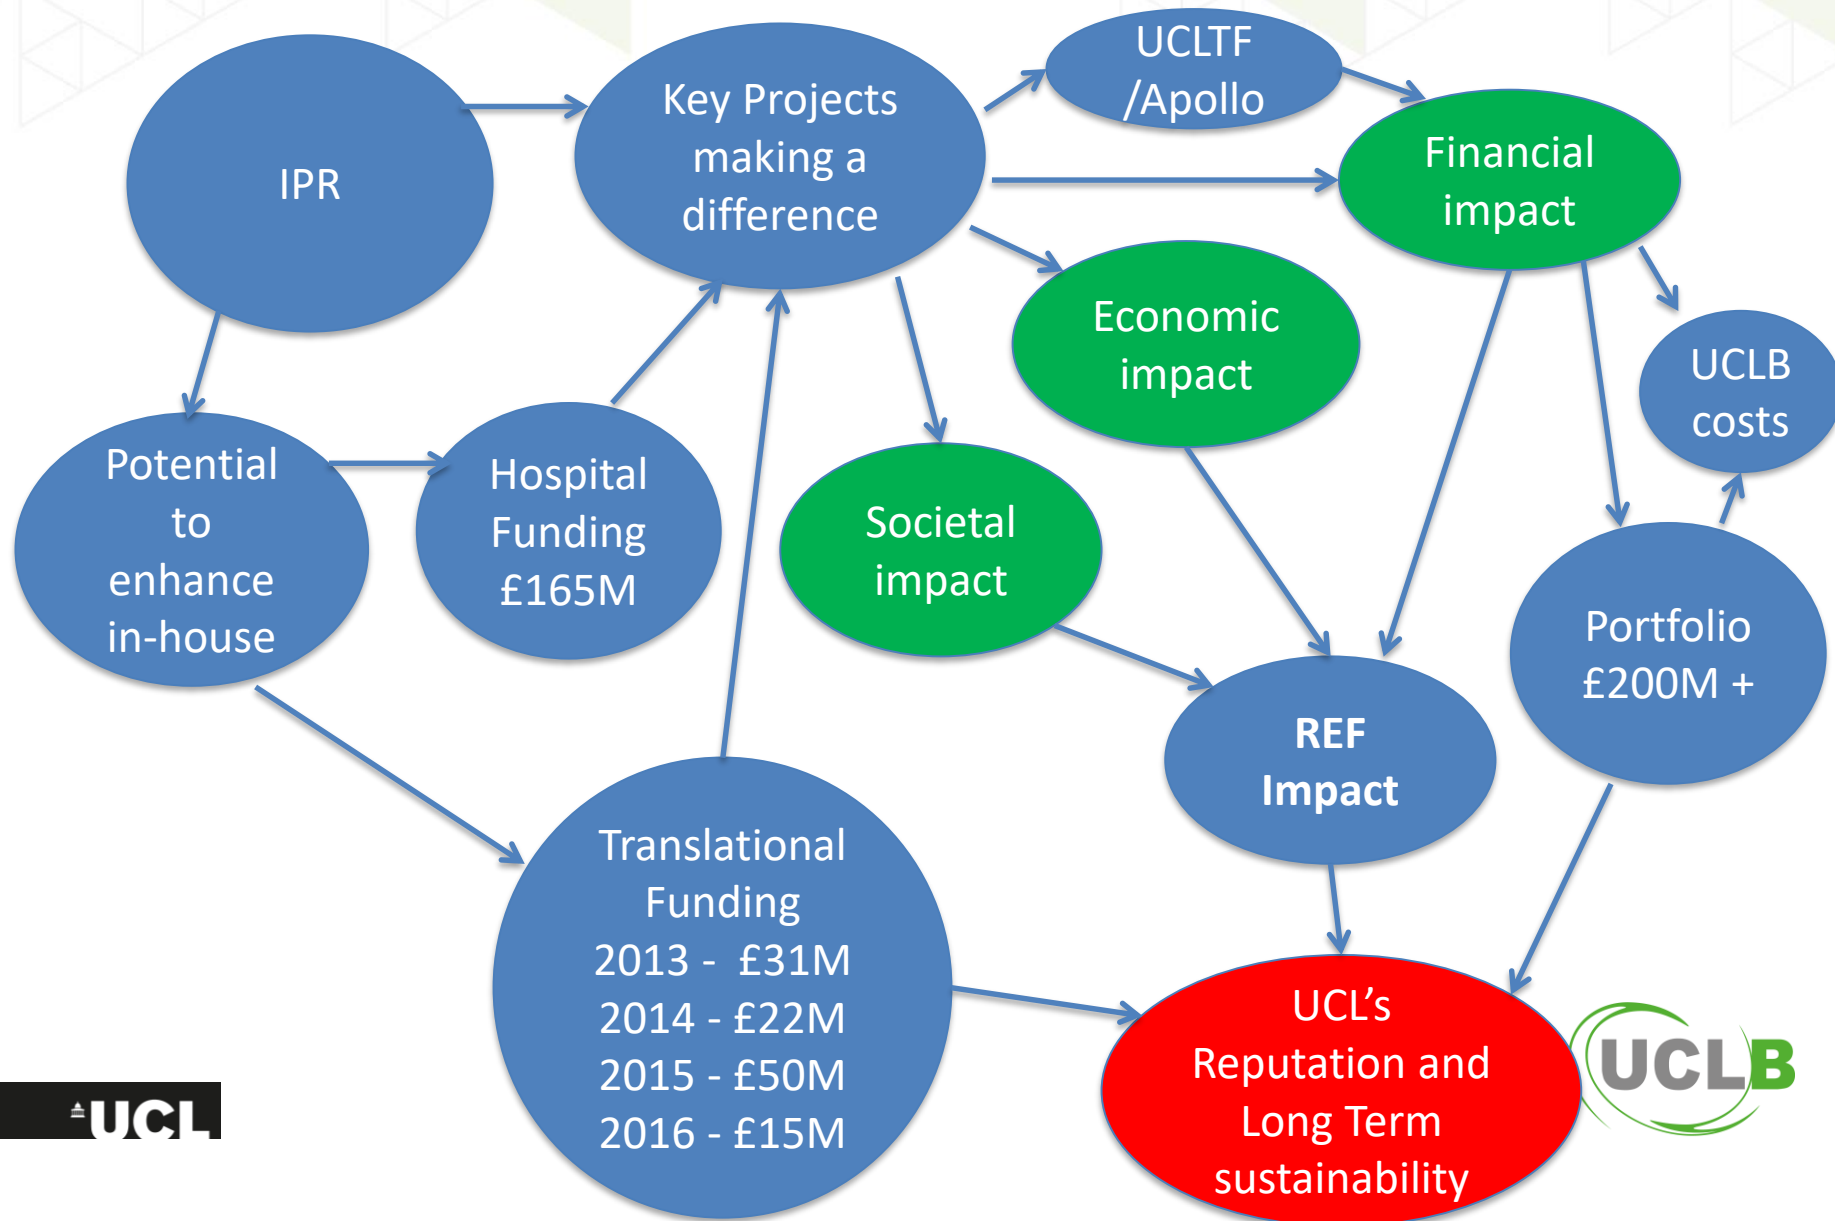 IPR
Key Projects
making a
difference
UCLTF
/Apollo
Financial
impact
Economic
impact
UCLB
costs
Potential
to
enhance
in-house
Hospital
Funding
£165M
Societal
impact
Portfolio
£200M +
REF
Impact
Translational
Funding
2013 -  £31M
2014 - £22M
2015 - £50M
2016 - £15M
UCL’s
Reputation and
Long Term
sustainability
UCL
UCLB